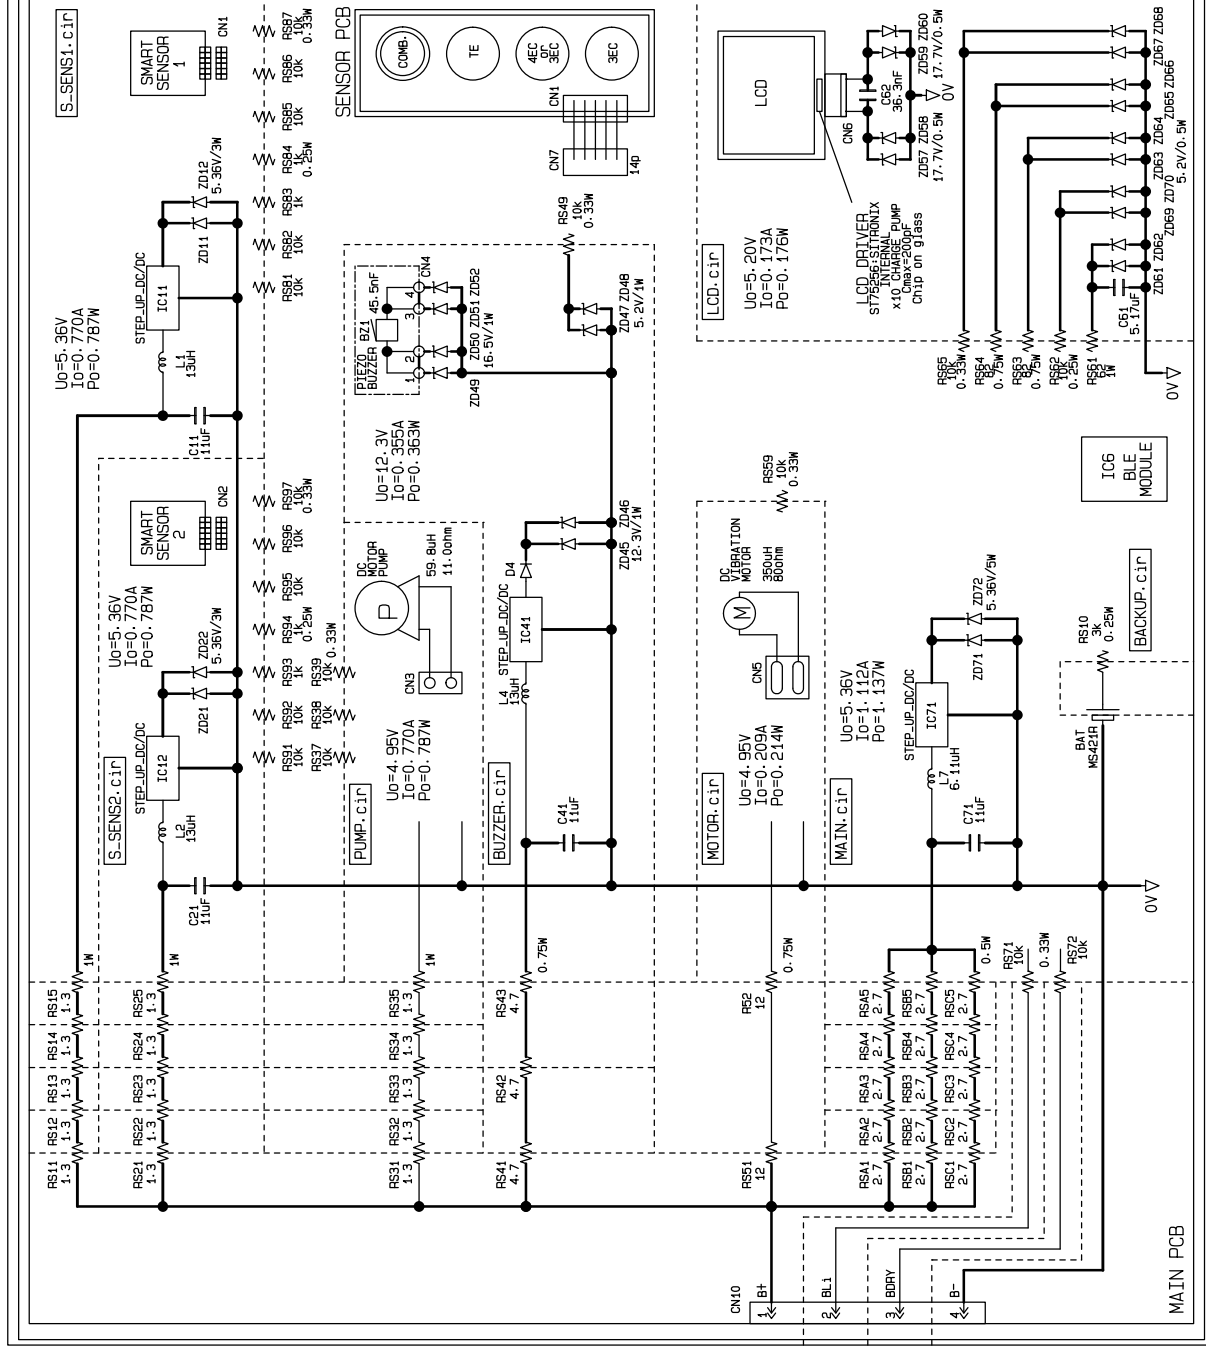 S_SENS1.cir
SMART
SENSOR
1
CN1
RS87
10k
0.33W
RS86
10k
RS85
10k
RS84
1k
0.25W
RS83
1k
RS82
10k
RS81
10k
ZD12
5.36V/3W
ZD11
STEP_UP_DC/DC
IC11
L1
13uH
Uo=5.36V
Io=0.770A
Po=0.787W
C11
11uF
SENSOR PCB
COMB.
TE
4EC
or
3EC
3EC
CN1
CN7
14p
RS49
10k
0.33W
PIEZO
BUZZER
BZ1
45.5nF
CN4
1
2
3
4
ZD52
ZD51
ZD50
16.5V/1W
ZD49
ZD48
ZD47
5.2V/1W
Uo=12.3V
Io=0.355A
Po=0.363W
LCD
CN6
LCD DRIVER
ST75256:SITRONIX
INTERNAL
x10 CHARGE PUMP
Cmax=200pF
Chip on glass
C62
36.3nF
ZD60
ZD59
17.7V/0.5W
0V
ZD58
ZD57
17.7V/0.5W
LCD.cir
Uo=5.20V
Io=0.173A
Po=0.176W
ZD68
ZD67
ZD66
ZD65
ZD64
ZD63
5.2V/0.5W
ZD70
ZD69
ZD62
ZD61
C61
5.17uF
RS65
10k
0.33W
RS64
82
0.75W
RS63
82
0.75W
RS62
10k
0.25W
RS61
62
1W
0V
SMART
SENSOR
2
CN2
RS97
10k
0.33W
RS96
10k
RS95
10k
RS94
1k
0.25W
RS93
1k
RS92
10k
RS91
10k
RS39
10k
0.33W
RS38
10k
RS37
10k
Uo=5.36V
Io=0.770A
Po=0.787W
ZD22
5.36V/3W
ZD21
STEP_UP_DC/DC
IC12
L2
13uH
S_SENS2.cir
C21
11uF
DC
MOTOR
PUMP
P
59.8uH
11.0ohm
CN3
Uo=4.95V
Io=0.770A
Po=0.787W
PUMP.cir
D4
STEP_UP_DC/DC
IC41
L4
13uH
ZD46
ZD45
12.3V/1W
BUZZER.cir
C41
11uF
RS59
10k
0.33W
DC
VIBRATION
MOTOR
M
350uH
80ohm
CN5
Uo=4.95V
Io=0.209A
Po=0.214W
MOTOR.cir
IC6
BLE
MODULE
Uo=5.36V
Io=1.112A
Po=1.137W
MAIN.cir
STEP_UP_DC/DC
IC71
L7
6.11uH
ZD72
5.36V/5W
ZD71
C71
11uF
BACKUP.cir
RS10
3k
0.25W
BAT
MS421R
0V
RS11
1.3
RS12
1.3
RS13
1.3
RS14
1.3
RS15
1.3
1W
RS21
1.3
RS22
1.3
RS23
1.3
RS24
1.3
RS25
1.3
1W
RS31
1.3
RS32
1.3
RS33
1.3
RS34
1.3
RS35
1.3
1W
RS41
4.7
RS42
4.7
RS43
4.7
0.75W
RS51
12
R52
12
0.75W
RSA1
2.7
RSA2
2.7
RSA3
2.7
RSA4
2.7
RSA5
2.7
RSB1
2.7
RSB2
2.7
RSB3
2.7
RSB4
2.7
RSB5
2.7
RSC1
2.7
RSC2
2.7
RSC3
2.7
RSC4
2.7
RSC5
2.7
0.5W
RS71
10k
0.33W
RS72
10k
CN10
1
B+
2
BLi
3
BDRY
4
B-
MAIN PCB